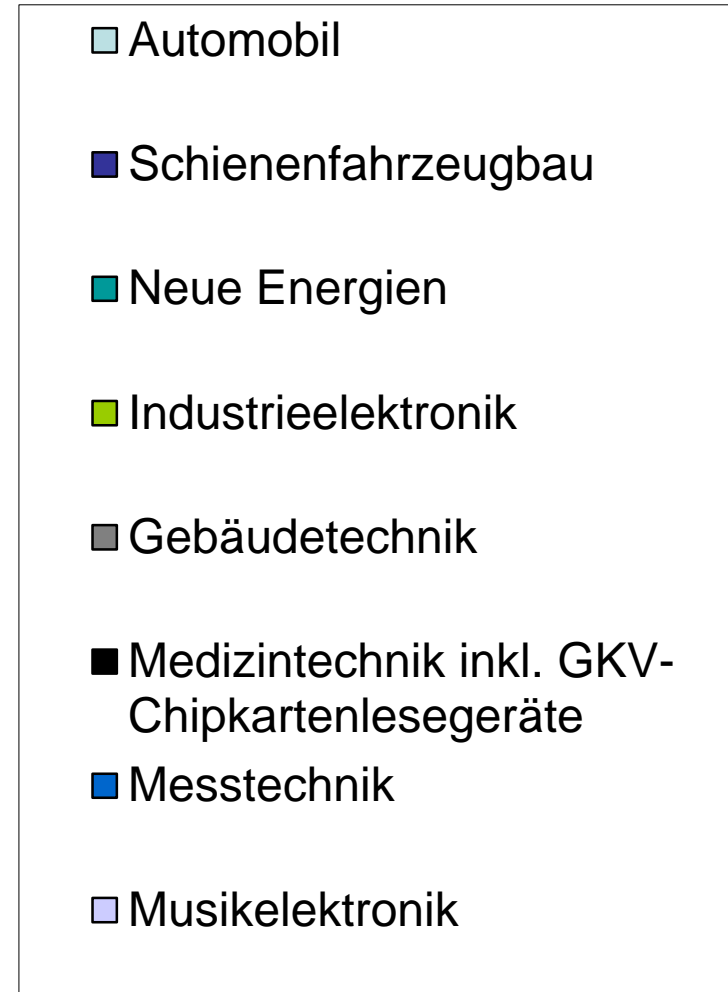 Automobil
Schienenfahrzeugbau
Neue Energien
Industrieelektronik
Gebäudetechnik
Medizintechnik inkl. GKV-
Chipkartenlesegeräte
Messtechnik
Musikelektronik